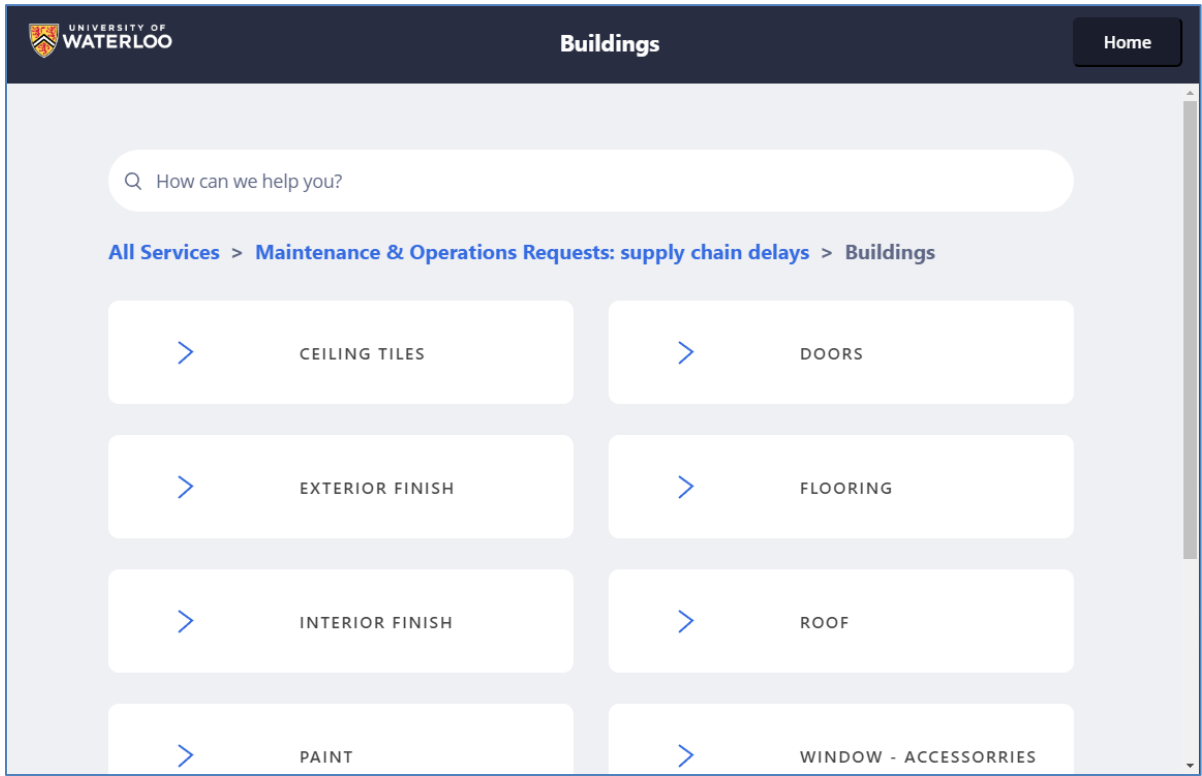 UNIVERSITY OF
WATERLOO
Buildings
Home
How can we help you?
All Services > Maintenance & Operations Requests: supply chain delays > Buildings
CEILING TILES
DOORS
EXTERIOR FINISH
FLOORING
INTERIOR FINISH
ROOF
PAINT
WINDOW - ACCESSORRIES